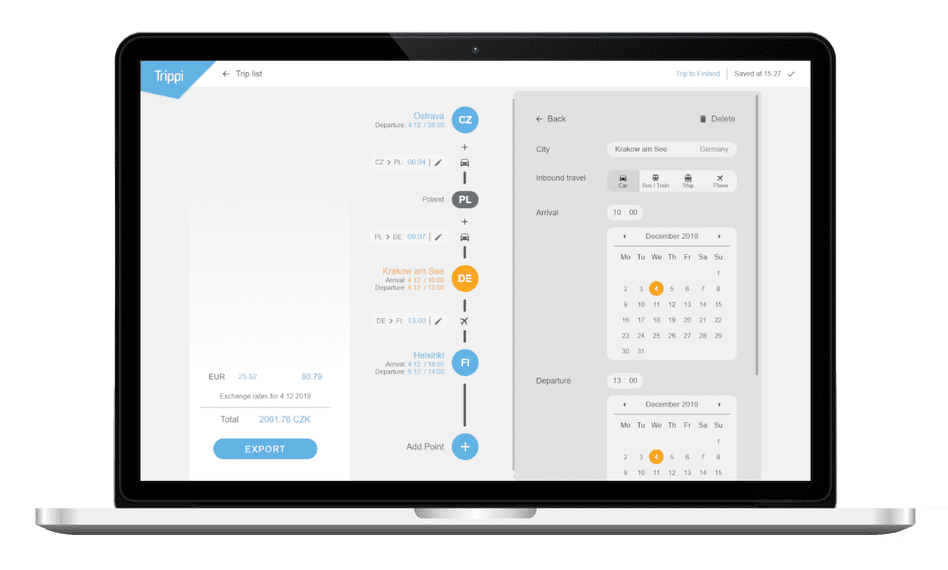 Trippi
Trip list
Trip to Finland
Saved at 15:27
Ostrava
Departure: 4.12. / 08:00
CZ
+
CZ > PL: 08:04
Poland
PL
+
PL > DE: 09:07
Krakow am See
Arrival: 4.12. / 10:00
Departure: 4.12. / 13:00
DE
DE > FI: 13:00
Helsinki
Arrival: 4.12. / 18:00
Departure: 6.12. / 14:00
FI
Add Point
+
EUR 25.52 80.79
Exchange rates for 4.12.2019
Total 2061.76 CZK
EXPORT
Back
Delete
City
Krakow am See Germany
Inbound travel
Car Bus / Train Ship Plane
Arrival
10 : 00
December 2019
Mo Tu We Th Fr Sa Su
1
2 3 4 5 6 7 8
9 10 11 12 13 14 15
16 17 18 19 20 21 22
23 24 25 26 27 28 29
30 31
Departure
13 : 00
December 2019
Mo Tu We Th Fr Sa Su
1
2 3 4 5 6 7 8
9 10 11 12 13 14 15